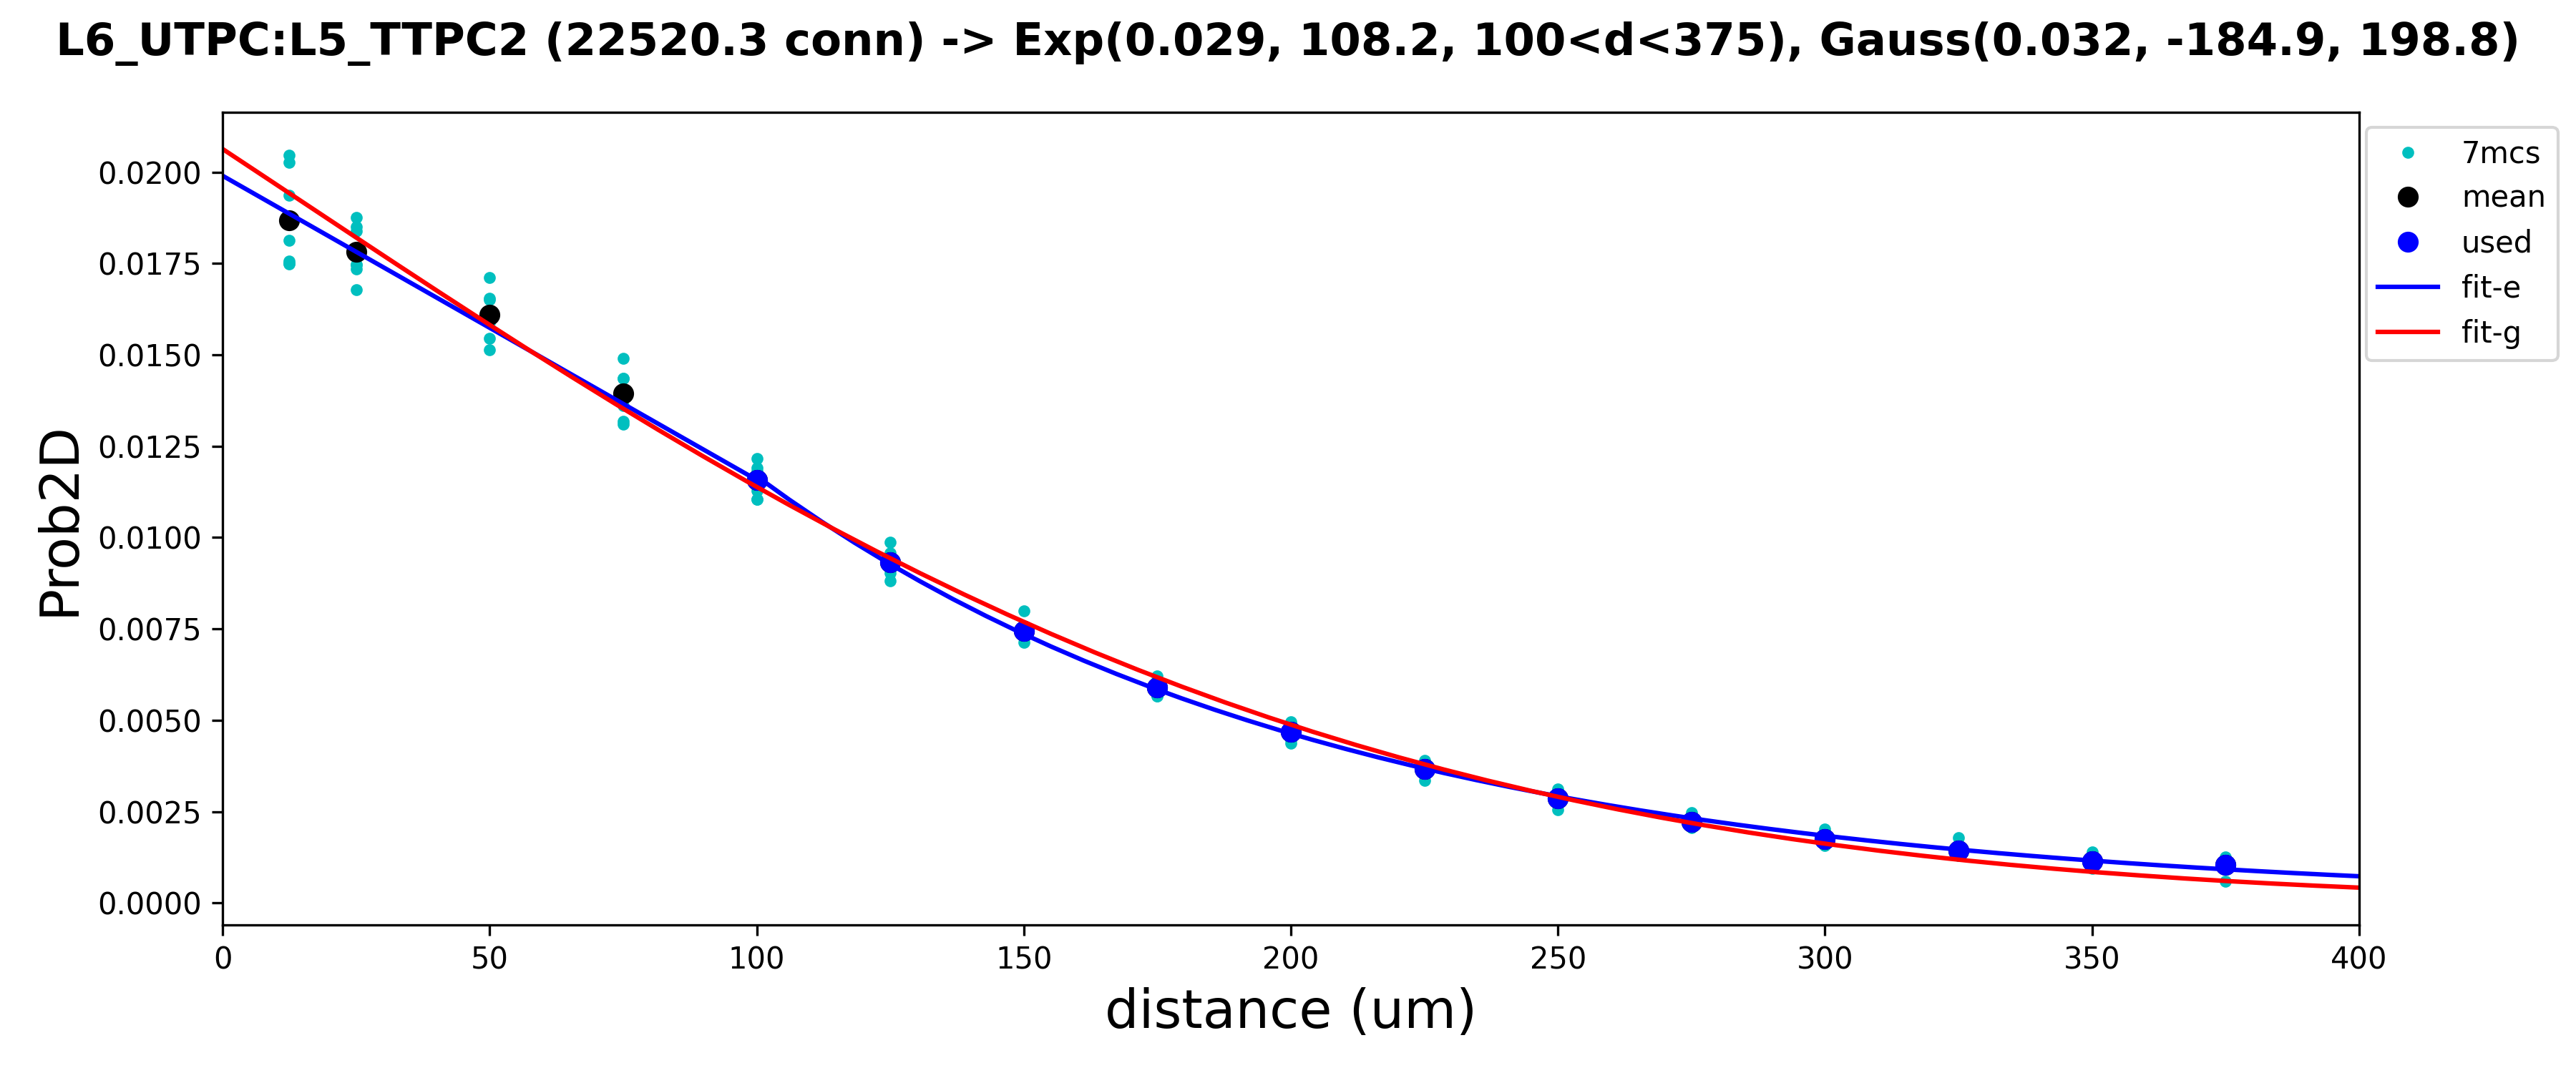 L6_UTPC:L5_TTPC2 (22520.3 conn) -> Exp(0.029, 108.2, 100<d<375), Gauss(0.032, -184.9, 198.8)
7mcs
mean
used
fit-e
fit-g
Prob2D
0.0200
0.0175
0.0150
0.0125
0.0100
0.0075
0.0050
0.0025
0.0000
0 50 100 150 200 250 300 350 400
distance (um)